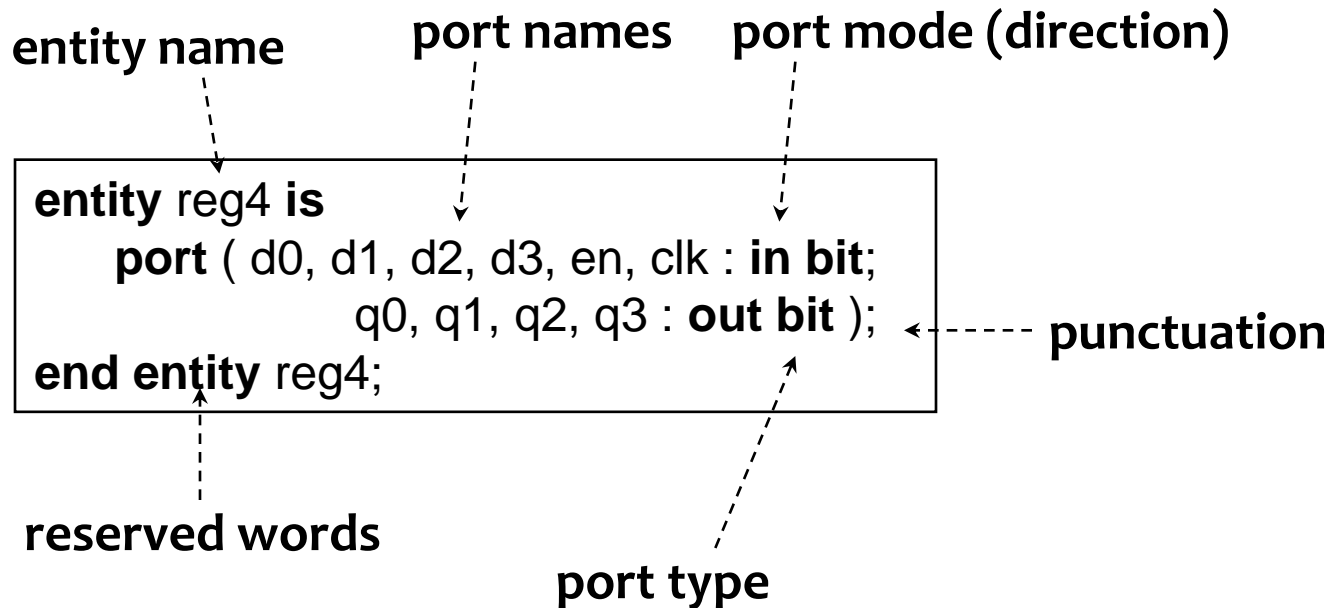 entity name
port names
port mode (direction)
entity reg4 is
port ( d0, d1, d2, d3, en, clk : in bit;
q0, q1, q2, q3 : out bit );
punctuation
end entity reg4;
reserved words
port type